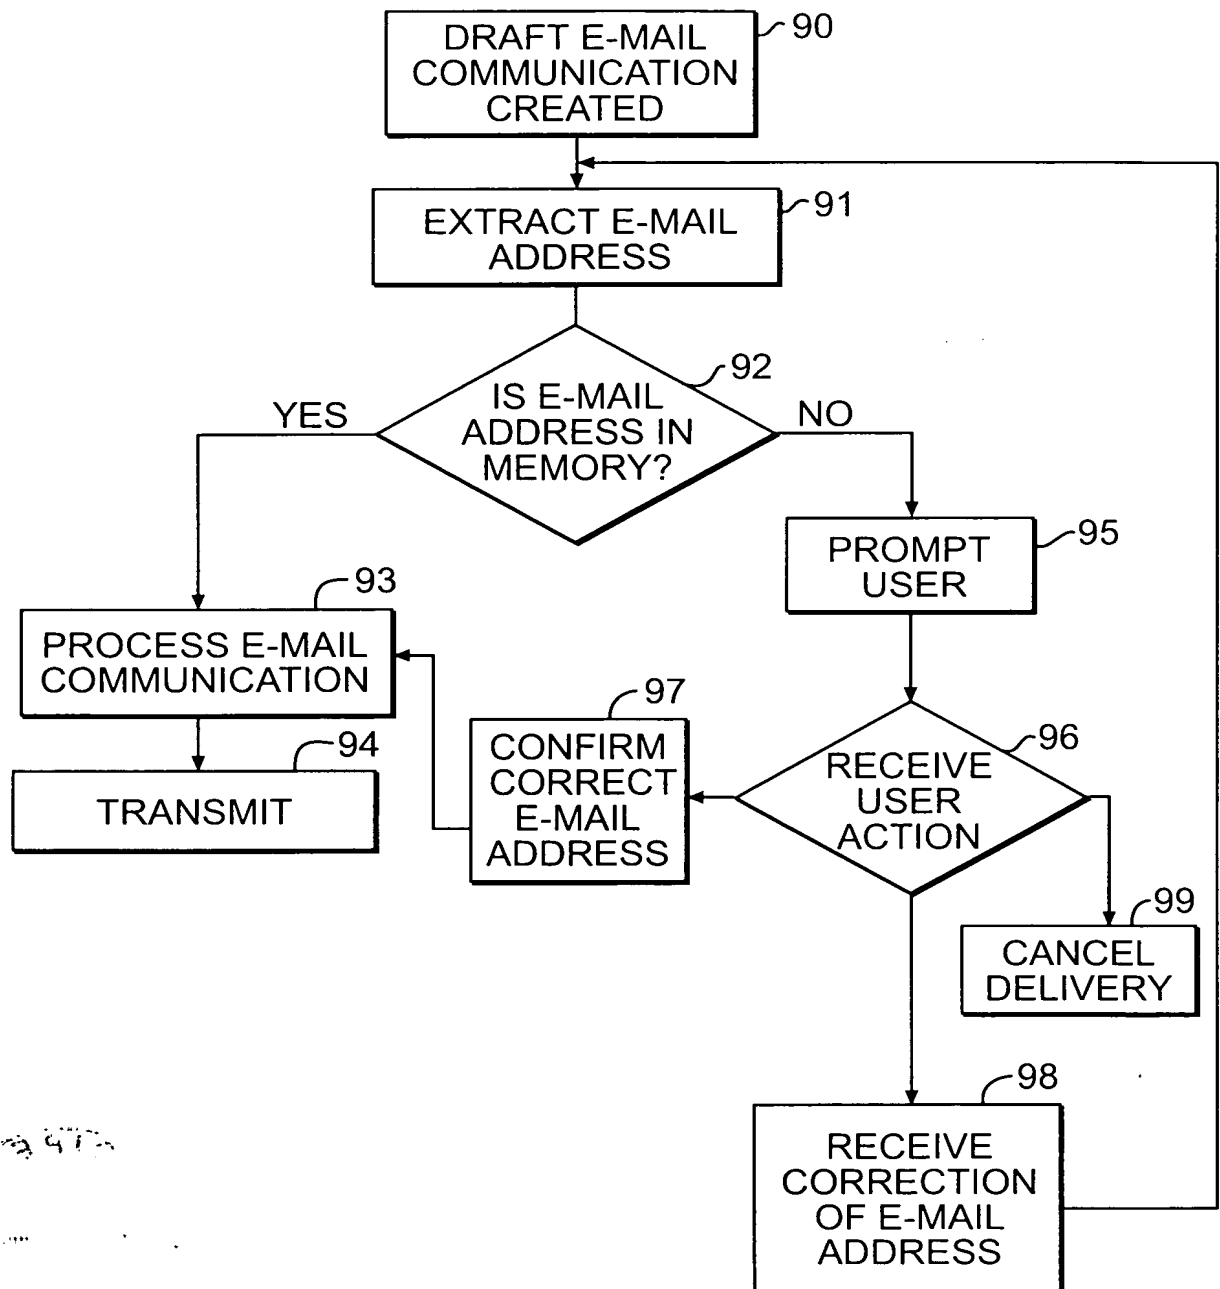 DRAFT E-MAIL
COMMUNICATION
CREATED
90
EXTRACT E-MAIL
ADDRESS
91
IS E-MAIL
ADDRESS IN
MEMORY?
92
YES
NO
PROMPT
USER
95
93
PROCESS E-MAIL
COMMUNICATION
94
TRANSMIT
97
CONFIRM
CORRECT
E-MAIL
ADDRESS
96
RECEIVE
USER
ACTION
99
CANCEL
DELIVERY
98
RECEIVE
CORRECTION
OF E-MAIL
ADDRESS